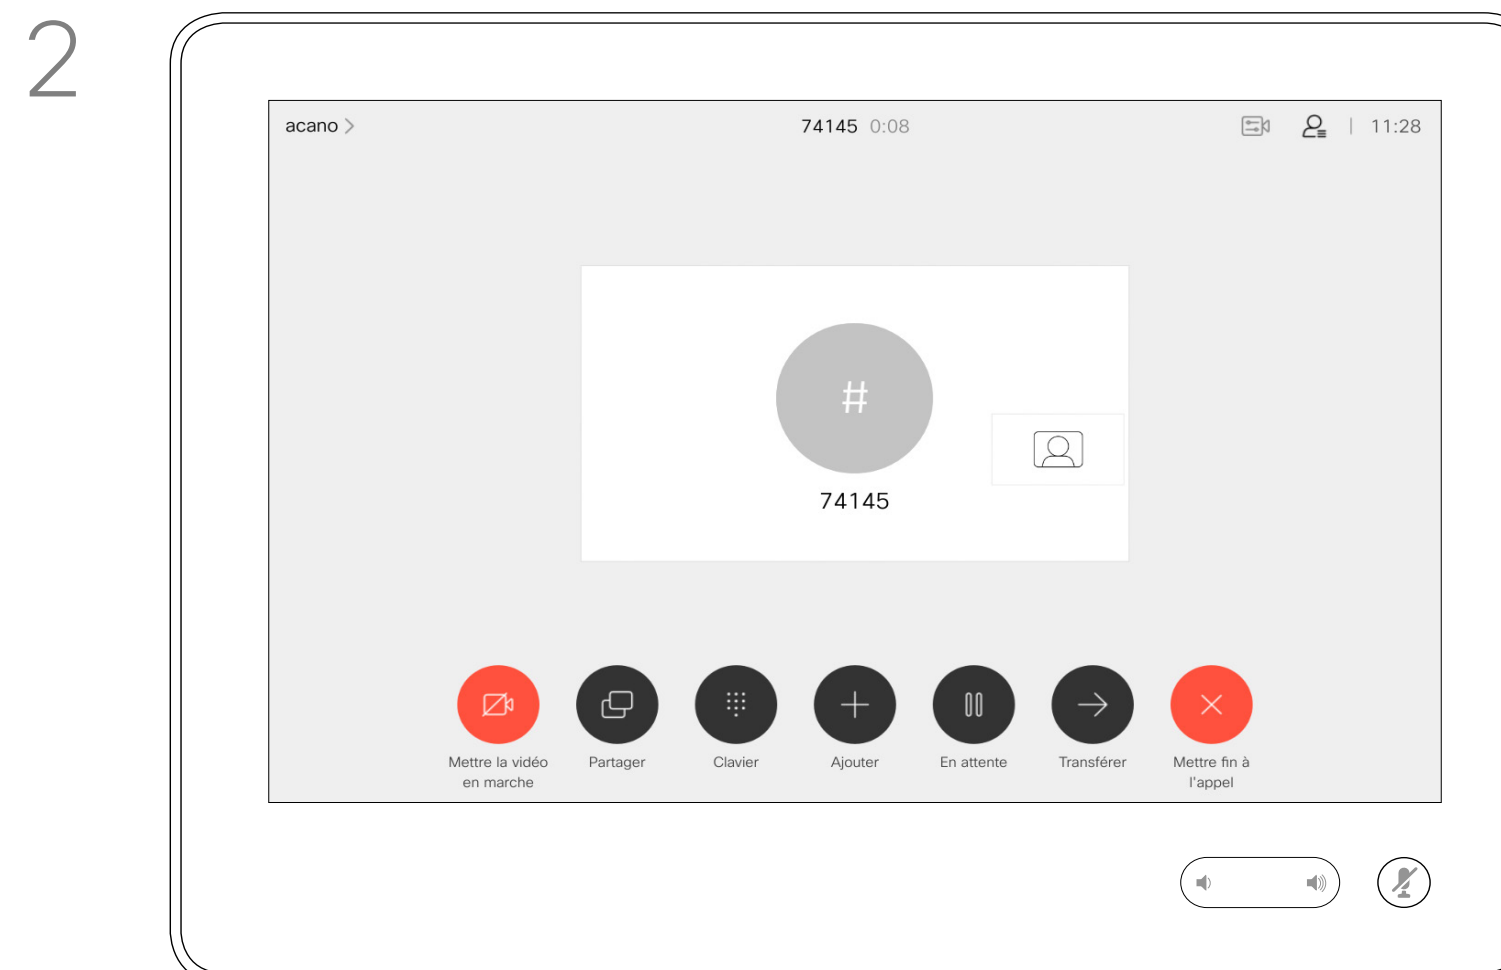 2
acano
74145 0:08
11:28
#
74145
Mettre la vidéo
en marche
Partager
Clavier
Ajouter
En attente
Transférer
Mettre fin à
l'appel